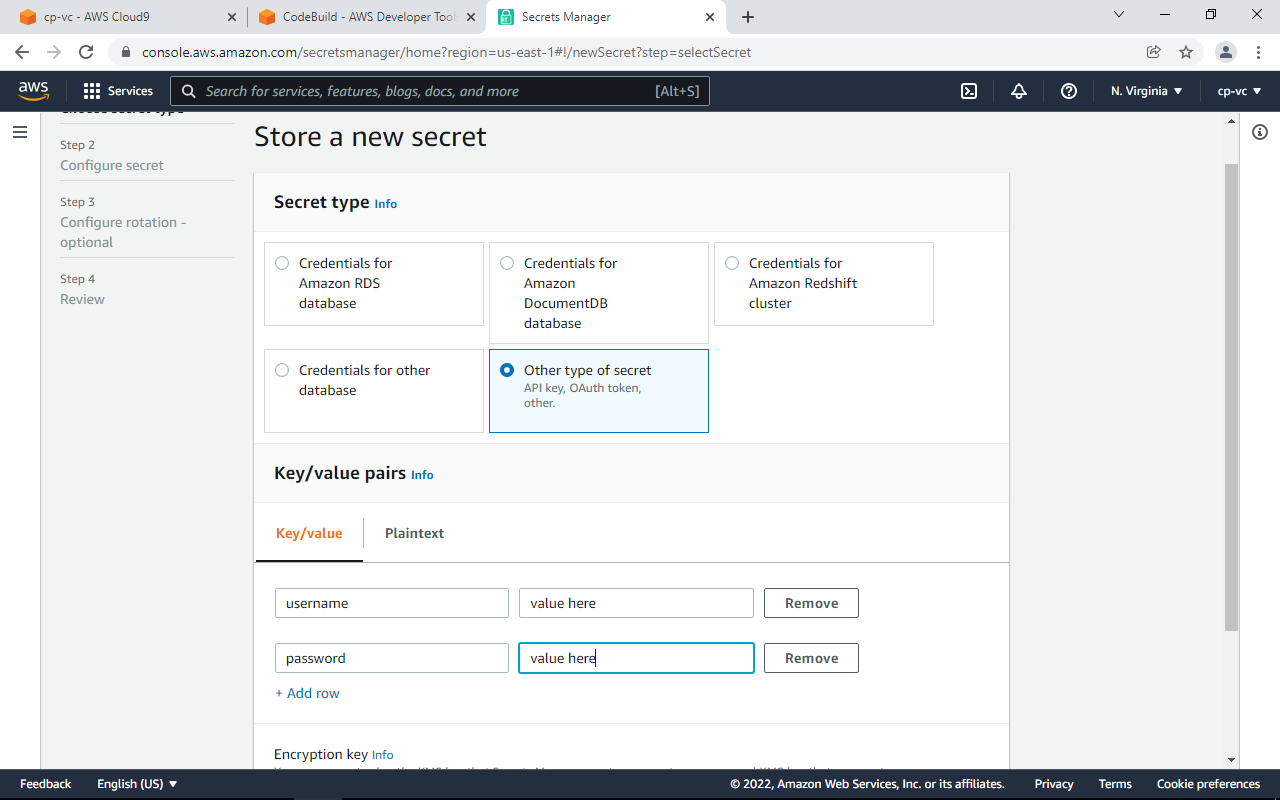 cp-vc - AWS Cloud9
CodeBuild - AWS Developer Tool
Secrets Manager
console.aws.amazon.com/secretsmanager/home?region=us-east-1#!/newSecret?step=selectSecret
aws
Services
Search for services, features, blogs, docs, and more
[Alt+S]
N. Virginia
cp-vc
Choose secret type
Step 2
Configure secret
Step 3
Configure rotation -
optional
Step 4
Review
Store a new secret
Secret type Info
Credentials for
Amazon RDS
database
Credentials for
Amazon
DocumentDB
database
Credentials for
Amazon Redshift
cluster
Credentials for other
database
Other type of secret
API key, OAuth token,
other.
Key/value pairs Info
Key/value
Plaintext
username
value here
Remove
password
value here
Remove
+ Add row
Encryption key Info
Feedback
English (US)
© 2022, Amazon Web Services, Inc. or its affiliates.
Privacy
Terms
Cookie preferences